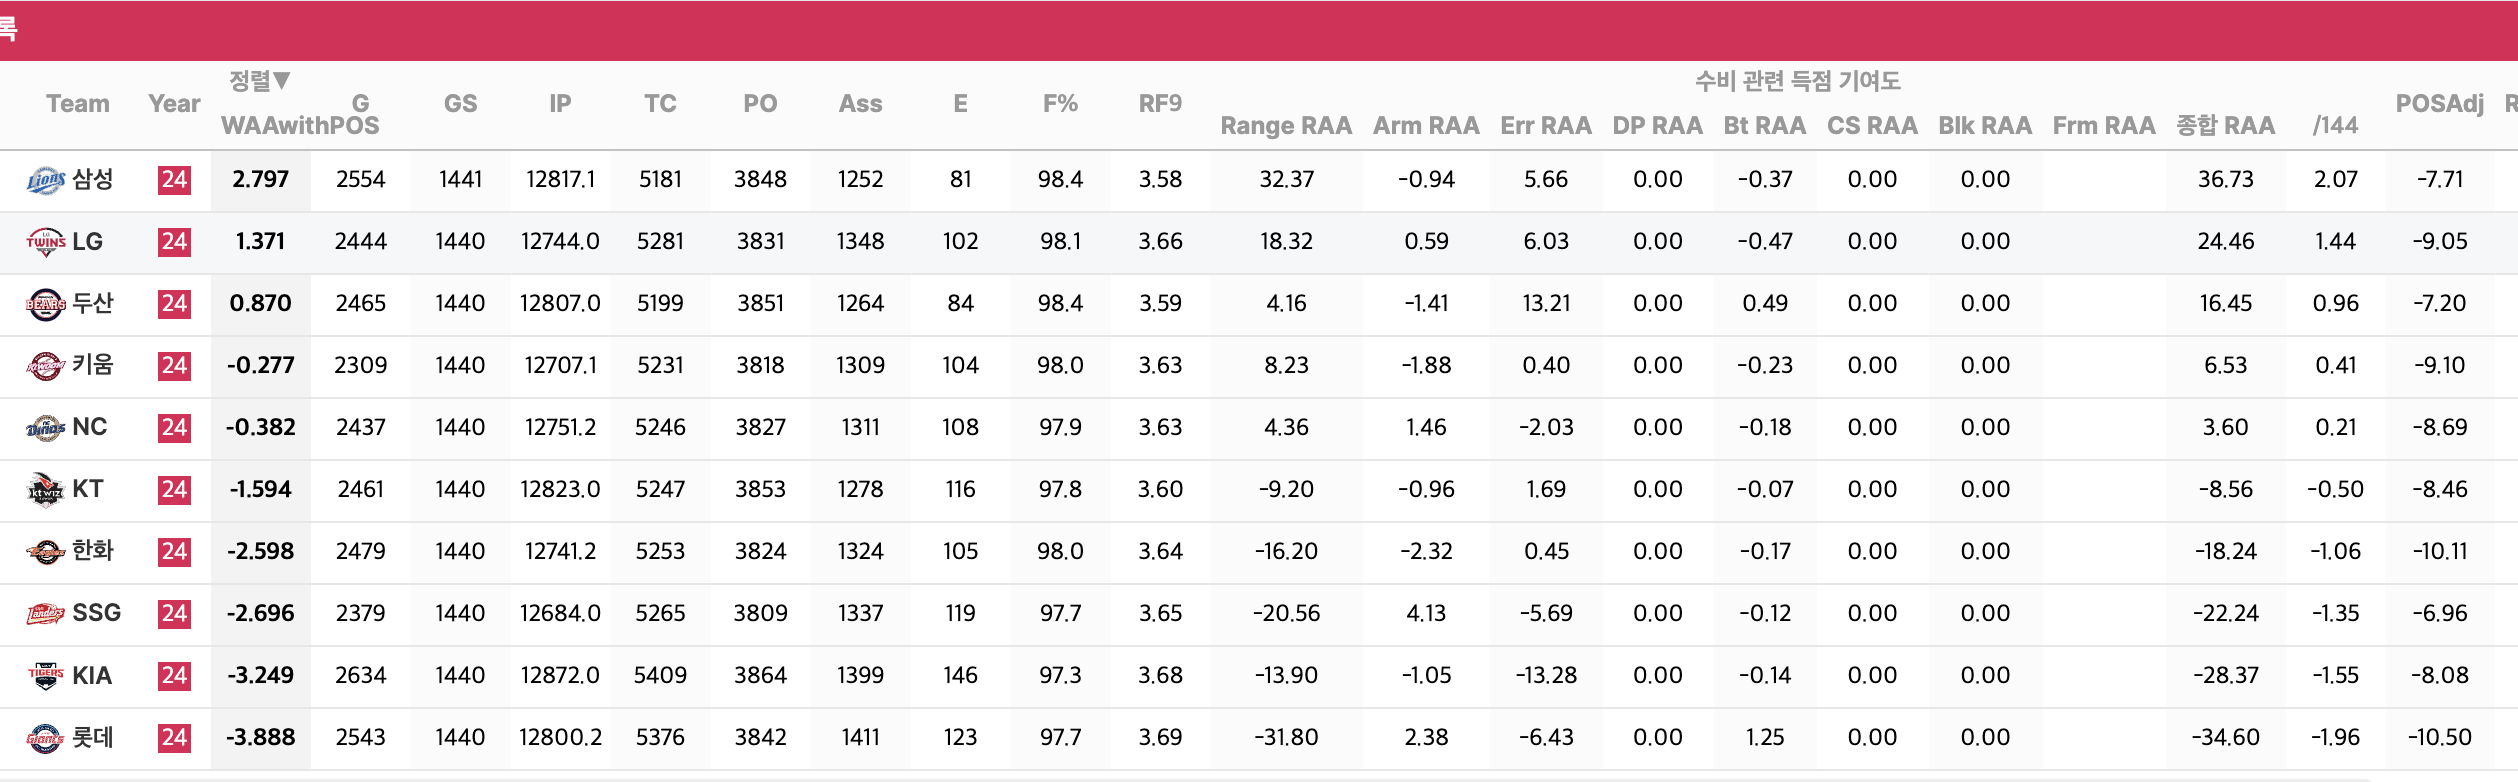 록
Team Year 정렬▼ WAAwithPOS G GS IP TC PO Ass E F% RF9 수비 관련 득점 기여도 POSAdj R
Range RAA Arm RAA Err RAA DP RAA Bt RAA CS RAA Blk RAA Frm RAA 종합 RAA /144
Lions 삼성 24 2.797 2554 1441 12817.1 5181 3848 1252 81 98.4 3.58 32.37 -0.94 5.66 0.00 -0.37 0.00 0.00 36.73 2.07 -7.71
TWINS LG 24 1.371 2444 1440 12744.0 5281 3831 1348 102 98.1 3.66 18.32 0.59 6.03 0.00 -0.47 0.00 0.00 24.46 1.44 -9.05
BEARS 두산 24 0.870 2465 1440 12807.0 5199 3851 1264 84 98.4 3.59 4.16 -1.41 13.21 0.00 0.49 0.00 0.00 16.45 0.96 -7.20
키움 24 -0.277 2309 1440 12707.1 5231 3818 1309 104 98.0 3.63 8.23 -1.88 0.40 0.00 -0.23 0.00 0.00 6.53 0.41 -9.10
NC Dinos NC 24 -0.382 2437 1440 12751.2 5246 3827 1311 108 97.9 3.63 4.36 1.46 -2.03 0.00 -0.18 0.00 0.00 3.60 0.21 -8.69
kt wiz KT 24 -1.594 2461 1440 12823.0 5247 3853 1278 116 97.8 3.60 -9.20 -0.96 1.69 0.00 -0.07 0.00 0.00 -8.56 -0.50 -8.46
Eagles 한화 24 -2.598 2479 1440 12741.2 5253 3824 1324 105 98.0 3.64 -16.20 -2.32 0.45 0.00 -0.17 0.00 0.00 -18.24 -1.06 -10.11
Landers SSG 24 -2.696 2379 1440 12684.0 5265 3809 1337 119 97.7 3.65 -20.56 4.13 -5.69 0.00 -0.12 0.00 0.00 -22.24 -1.35 -6.96
TIGERS KIA 24 -3.249 2634 1440 12872.0 5409 3864 1399 146 97.3 3.68 -13.90 -1.05 -13.28 0.00 -0.14 0.00 0.00 -28.37 -1.55 -8.08
Giants 롯데 24 -3.888 2543 1440 12800.2 5376 3842 1411 123 97.7 3.69 -31.80 2.38 -6.43 0.00 1.25 0.00 0.00 -34.60 -1.96 -10.50